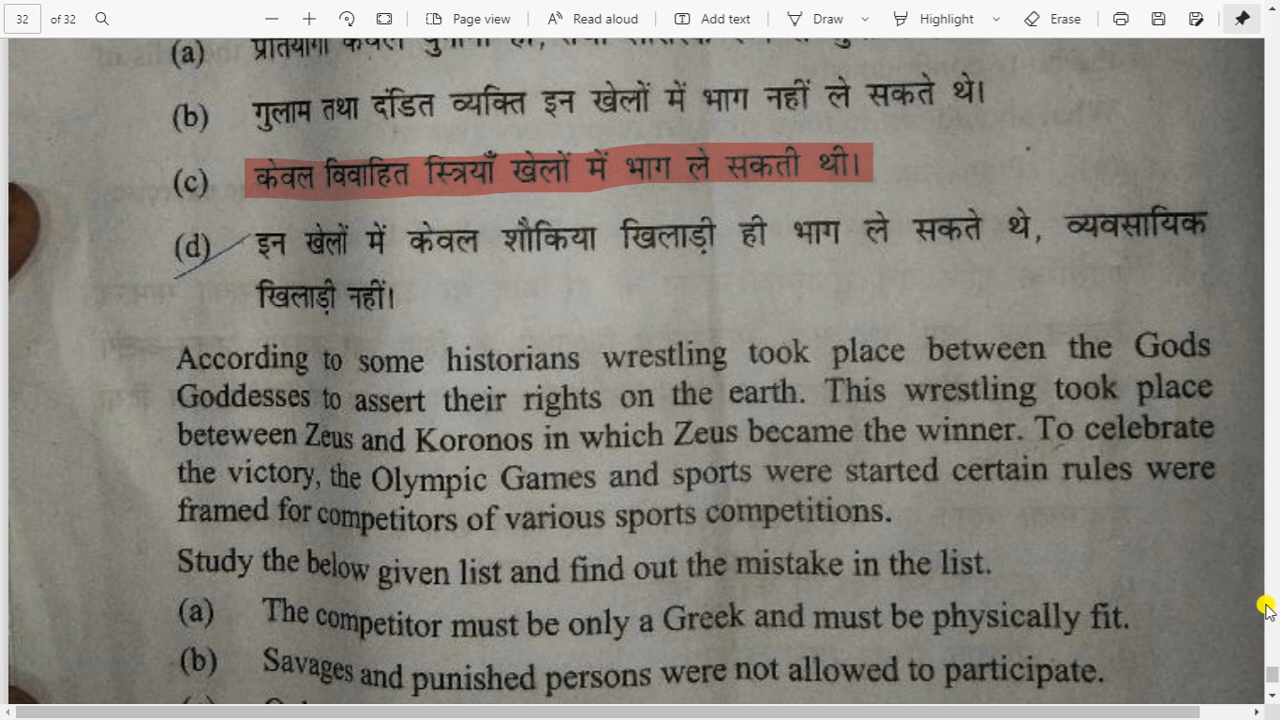 32 of 32 Page view Read aloud Add text Draw Highlight Erase
(a)
(b) गुलाम तथा दंडित व्यक्ति इन खेलों में भाग नहीं ले सकते थे।
(c) केवल विवाहित स्त्रियाँ खेलों में भाग ले सकती थी।
(d) इन खेलों में केवल शौकिया खिलाड़ी ही भाग ले सकते थे, व्यवसायिक
खिलाड़ी नहीं।
According to some historians wrestling took place between the Gods
Goddesses to assert their rights on the earth. This wrestling took place
beteween Zeus and Koronos in which Zeus became the winner. To celebrate
the victory, the Olympic Games and sports were started certain rules were
framed for competitors of various sports competitions.
Study the below given list and find out the mistake in the list.
(a) The competitor must be only a Greek and must be physically fit.
(b) Savages and punished persons were not allowed to participate.